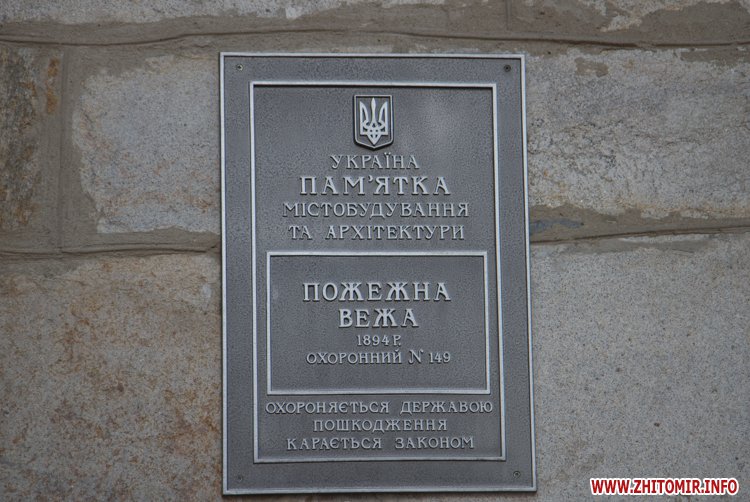 УКРАЇНА
ПАМ'ЯТКА
МІСТОБУДУВАННЯ
ТА АРХІТЕКТУРИ
ПОЖЕЖНА
ВЕЖА
1894 Р.
ОХОРОННИЙ № 149
ОХОРОНЯЄТЬСЯ ДЕРЖАВОЮ
ПОШКОДЖЕННЯ
КАРАЄТЬСЯ ЗАКОНОМ
WWW.ZHITOMIR.INFO